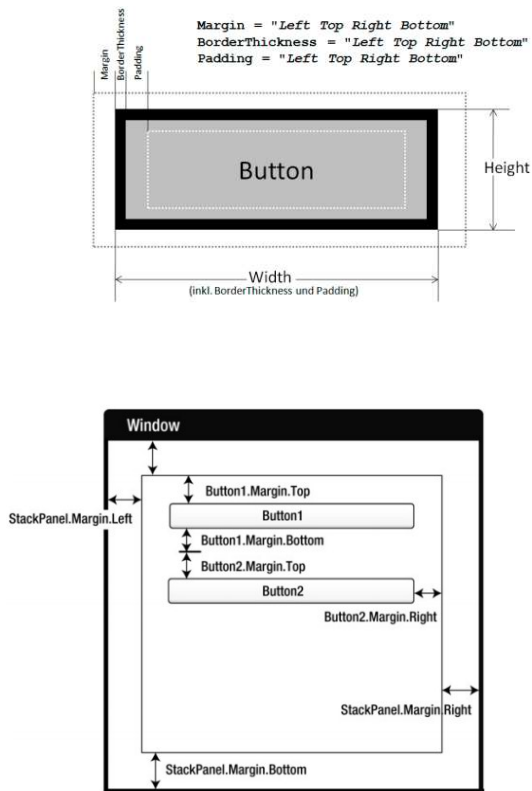 Margin = "Left Top Right Bottom"
BorderThickness = "Left Top Right Bottom"
Padding = "Left Top Right Bottom"
Margin
BorderThickness
Padding
Button
Height
Width
(inkl. BorderThickness und Padding)
Window
Button1.Margin.Top
StackPanel.Margin.Left
Button1
Button1.Margin.Bottom
Button2.Margin.Top
Button2
Button2.Margin.Right
StackPanel.Margin.Right
StackPanel.Margin.Bottom